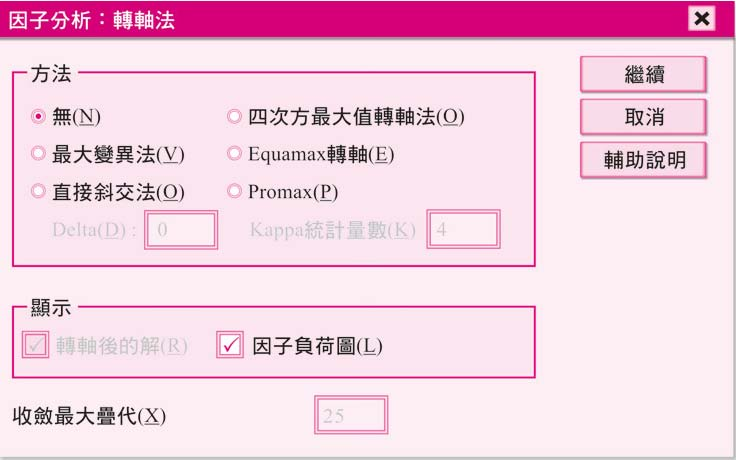 因子分析：轉軸法
方法
無(N) 四次方最大值轉軸法(O)
最大變異法(V) Equamax轉軸(E)
直接斜交法(O) Promax(P)
Delta(D) : 0 Kappa統計量數(K) 4
顯示
轉軸後的解(R) 因子負荷圖(L)
收斂最大疊代(X) 25
繼續
取消
輔助說明